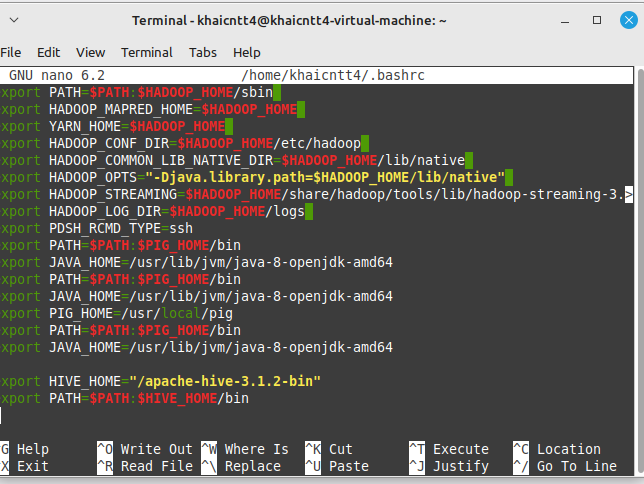 Terminal - khaicntt4@khaicntt4-virtual-machine: ~
File Edit View Terminal Tabs Help
GNU nano 6.2 /home/khaicntt4/.bashrc
xport PATH=$PATH:$HADOOP_HOME/sbin
xport HADOOP_MAPRED_HOME=$HADOOP_HOME
xport YARN_HOME=$HADOOP_HOME
xport HADOOP_CONF_DIR=$HADOOP_HOME/etc/hadoop
xport HADOOP_COMMON_LIB_NATIVE_DIR=$HADOOP_HOME/lib/native
xport HADOOP_OPTS="-Djava.library.path=$HADOOP_HOME/lib/native"
xport HADOOP_STREAMING=$HADOOP_HOME/share/hadoop/tools/lib/hadoop-streaming-3.>
xport HADOOP_LOG_DIR=$HADOOP_HOME/logs
xport PDSH_RCMD_TYPE=ssh
xport PATH=$PATH:$PIG_HOME/bin
xport JAVA_HOME=/usr/lib/jvm/java-8-openjdk-amd64
xport PATH=$PATH:$PIG_HOME/bin
xport JAVA_HOME=/usr/lib/jvm/java-8-openjdk-amd64
xport PIG_HOME=/usr/local/pig
xport PATH=$PATH:$PIG_HOME/bin
xport JAVA_HOME=/usr/lib/jvm/java-8-openjdk-amd64
xport HIVE_HOME="/apache-hive-3.1.2-bin"
xport PATH=$PATH:$HIVE_HOME/bin
G Help ^O Write Out ^W Where Is ^K Cut ^T Execute ^C Location
X Exit ^R Read File ^\ Replace ^U Paste ^J Justify ^/ Go To Line